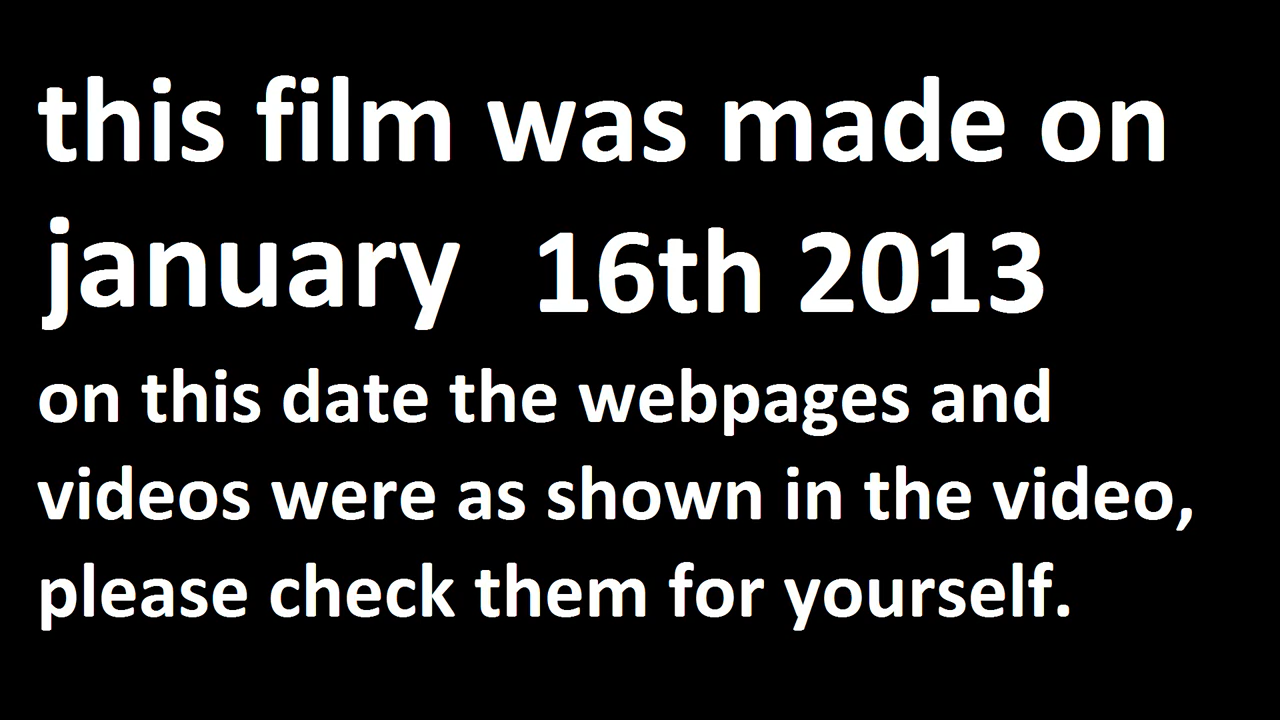 this film was made on
january 16th 2013
on this date the webpages and
videos were as shown in the video,
please check them for yourself.